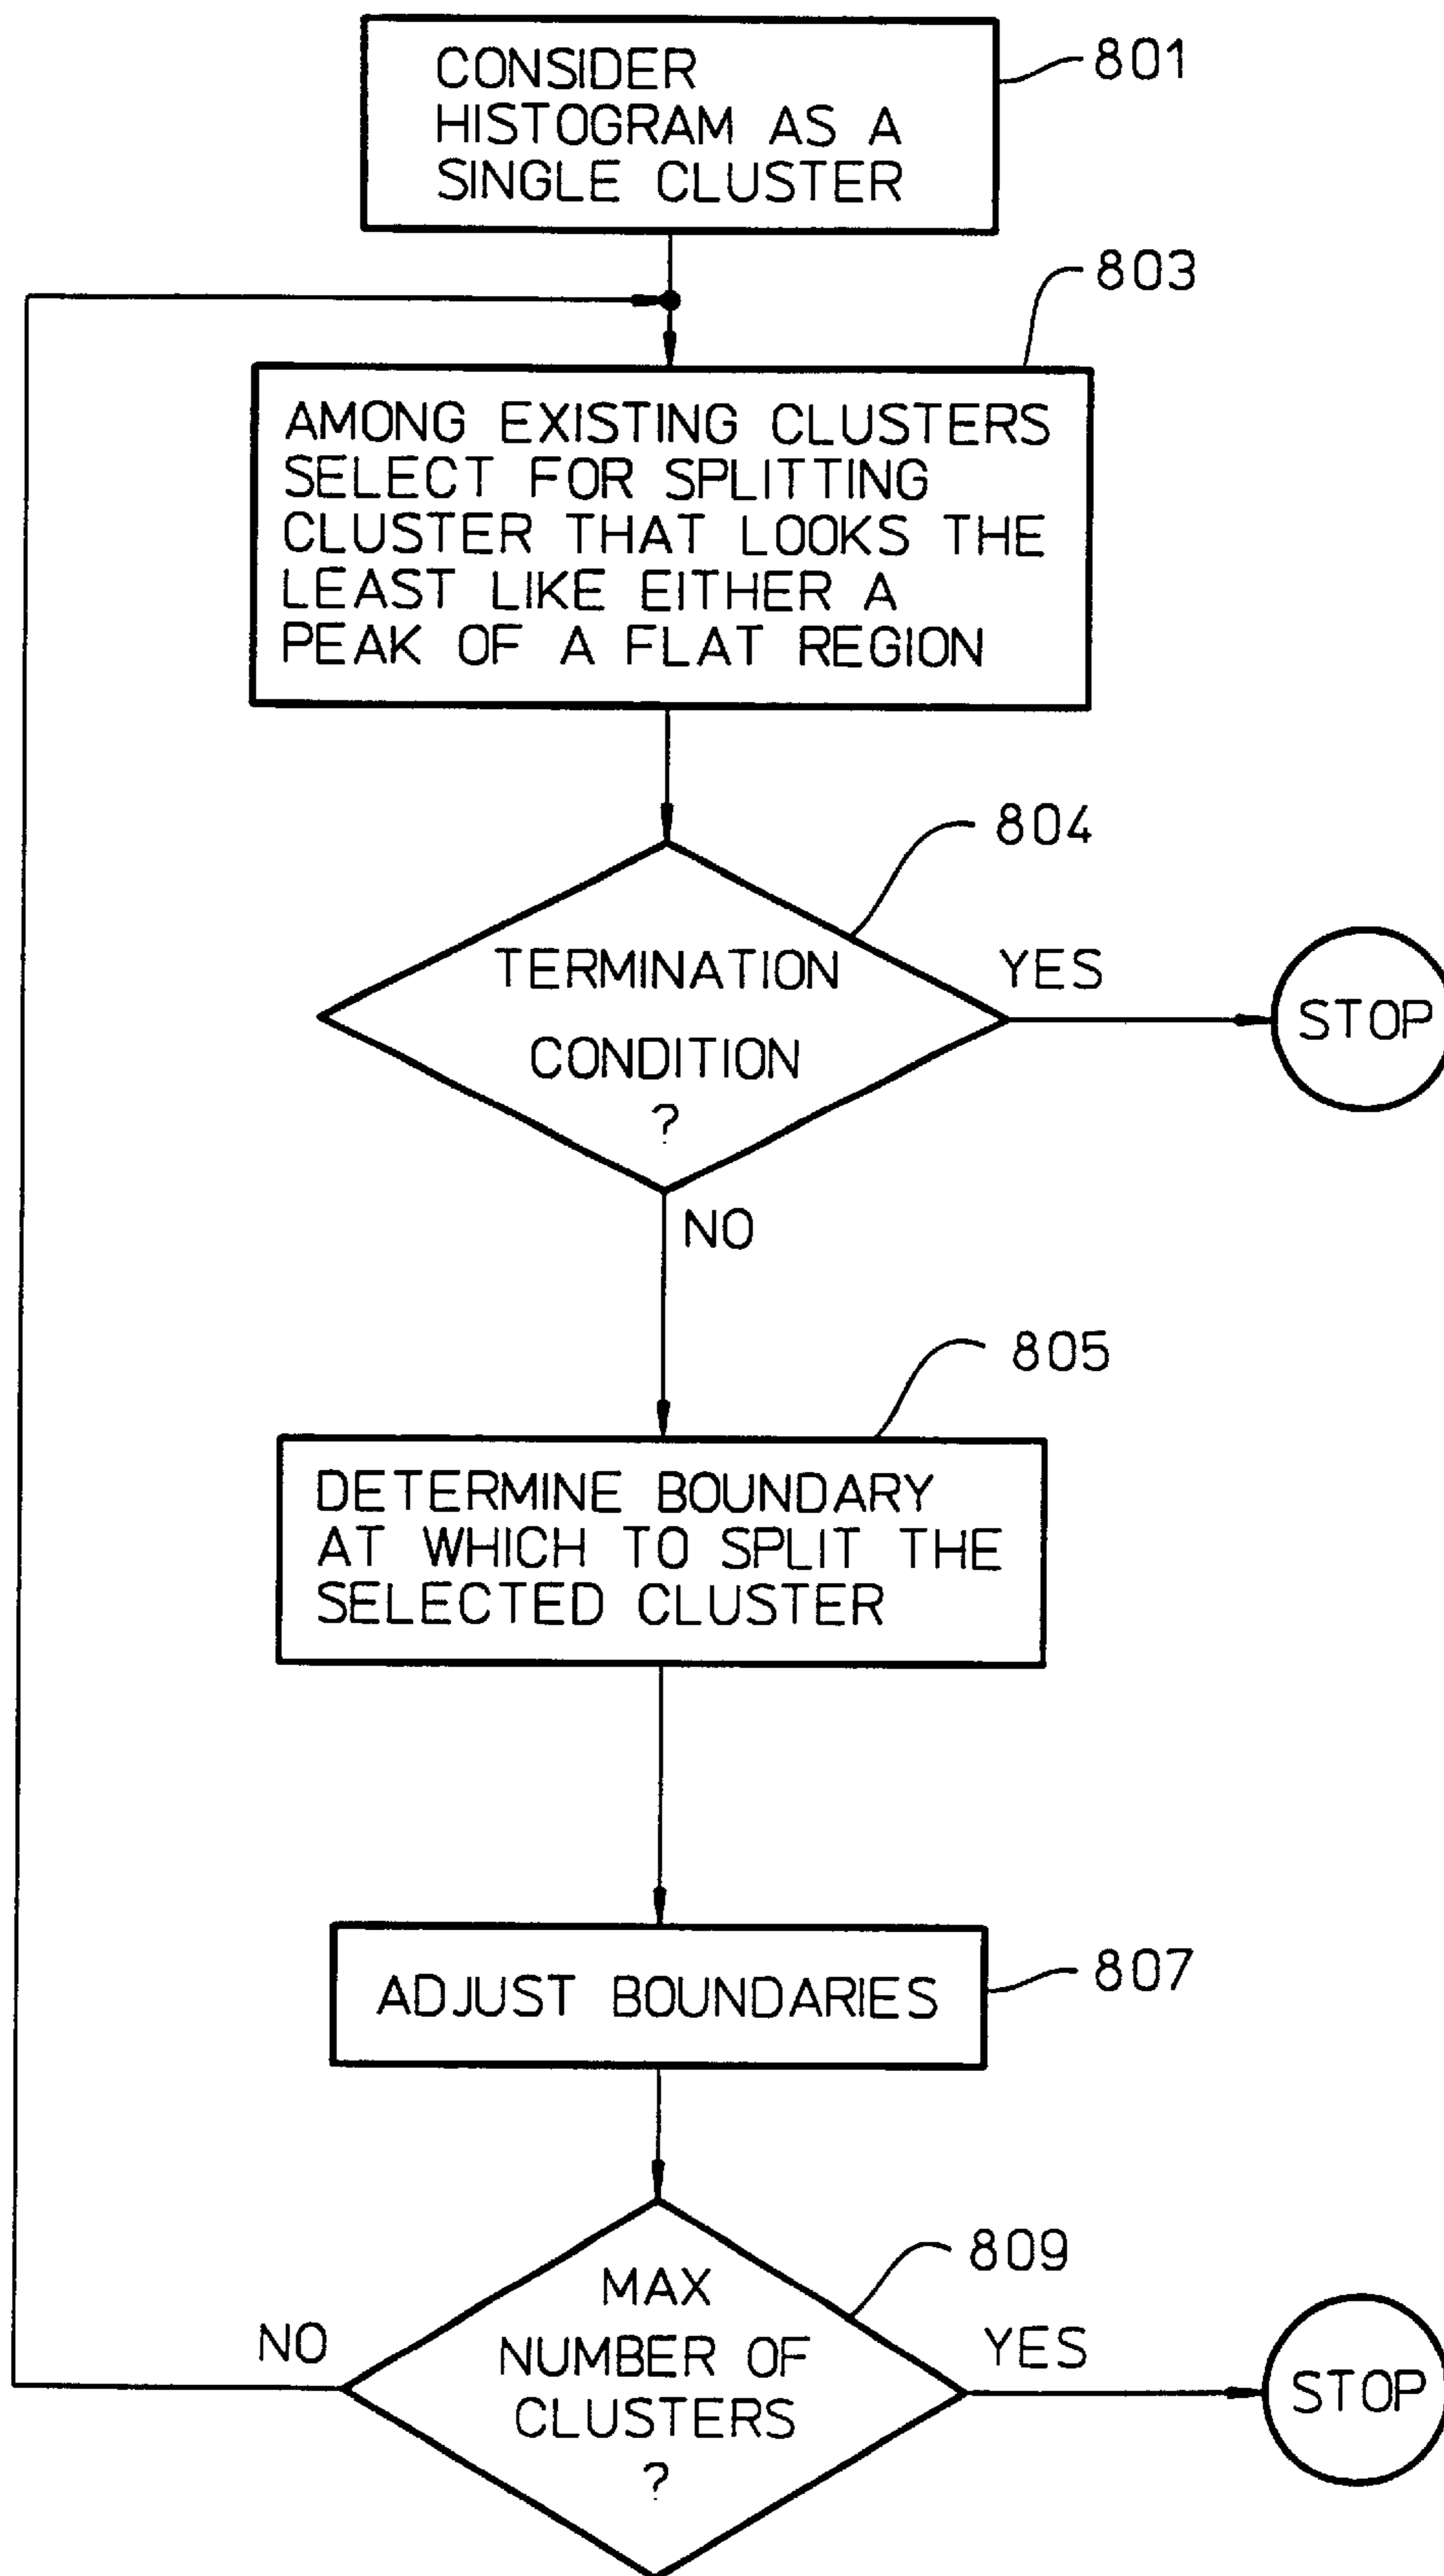 CONSIDER
HISTOGRAM AS A
SINGLE CLUSTER
801
803
AMONG EXISTING CLUSTERS
SELECT FOR SPLITTING
CLUSTER THAT LOOKS THE
LEAST LIKE EITHER A
PEAK OF A FLAT REGION
804
TERMINATION
CONDITION
?
YES
STOP
NO
805
DETERMINE BOUNDARY
AT WHICH TO SPLIT THE
SELECTED CLUSTER
ADJUST BOUNDARIES
807
809
MAX
NUMBER OF
CLUSTERS
?
NO
YES
STOP